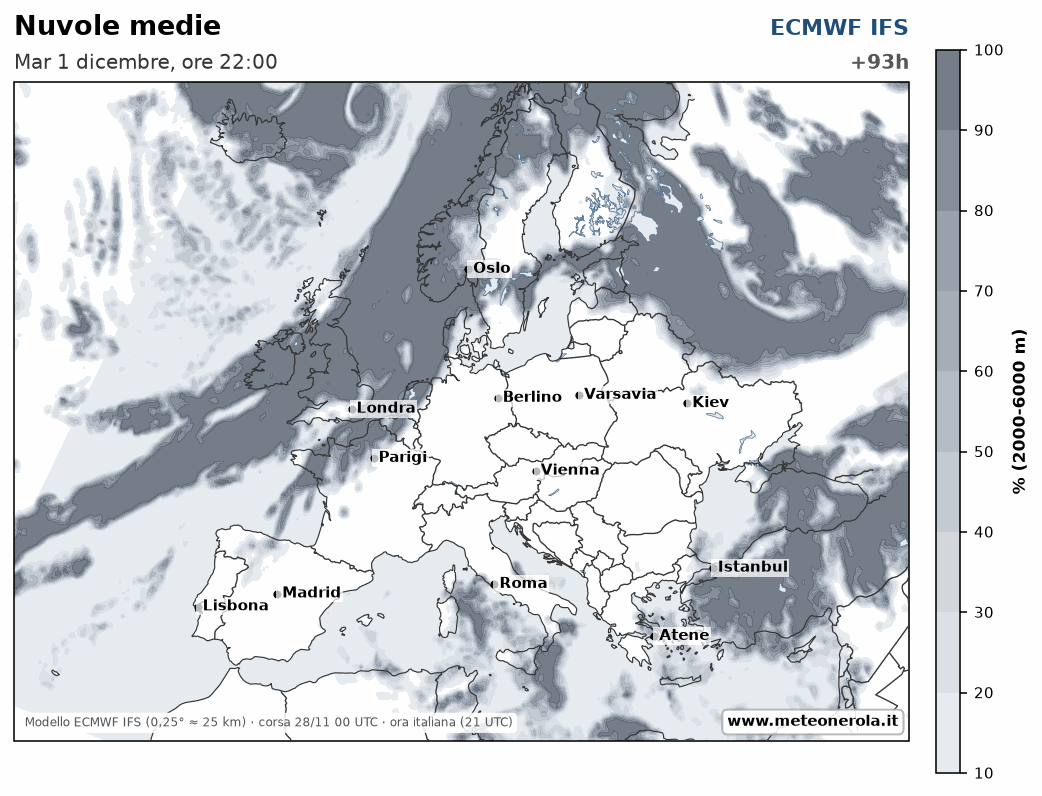 Nuvole medie
ECMWF IFS
Mar 1 dicembre, ore 22:00
+93h
Oslo
Londra
Berlino
Varsavia
Kiev
Parigi
Vienna
Istanbul
Roma
Madrid
Lisbona
Atene
Modello ECMWF IFS (0,25° ≈ 25 km) · corsa 28/11 00 UTC · ora italiana (21 UTC)
www.meteonerola.it
100
90
80
70
60
50
40
30
20
10
% (2000-6000 m)